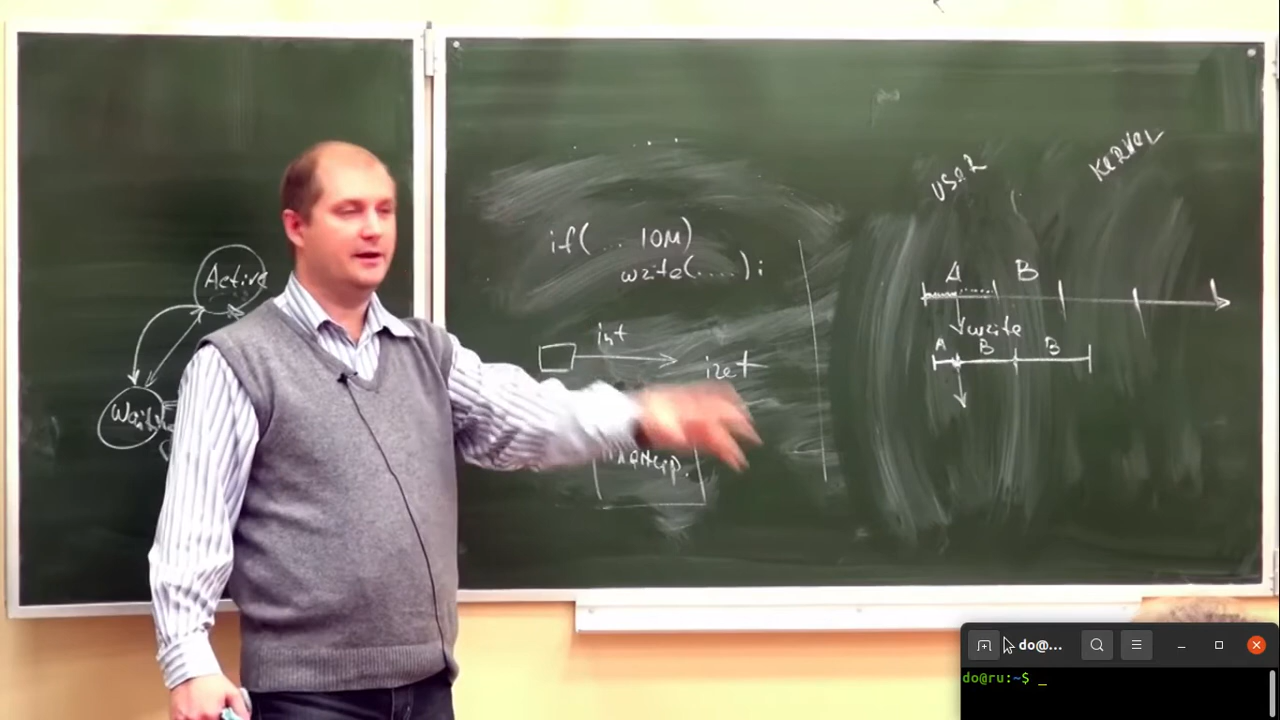 Active
if( ... 10M)
write(....);
int
iret
USER
KERNEL
A B
write
A B B
do@...
do@ru:~$ _